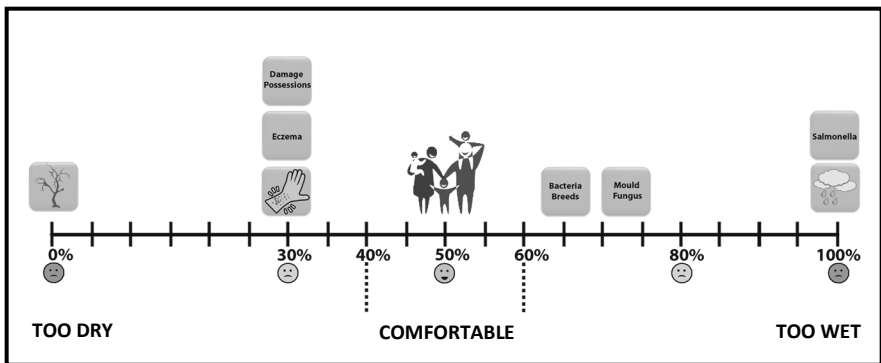 Damage
Possessions
Eczema
Salmonella
Bacteria
Breeds
Mould
Fungus
0%
30%
40%
50%
60%
80%
100%
TOO DRY
COMFORTABLE
TOO WET